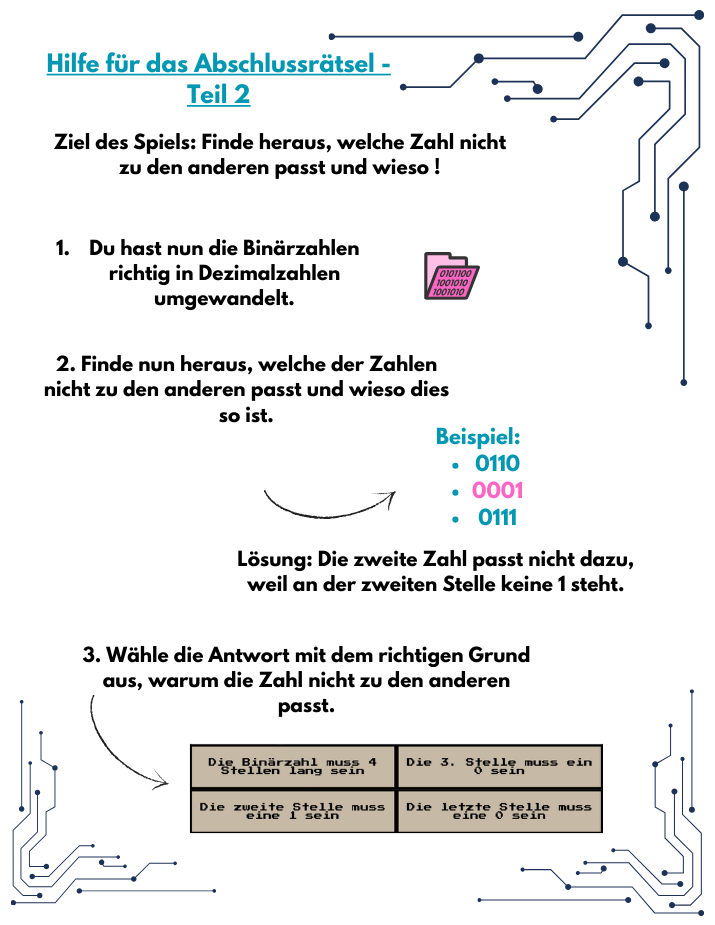 Hilfe für das Abschlussrätsel -
Teil 2
Ziel des Spiels: Finde heraus, welche Zahl nicht
zu den anderen passt und wieso !
1. Du hast nun die Binärzahlen
richtig in Dezimalzahlen
umgewandelt.
0101100
1001010
1001010
2. Finde nun heraus, welche der Zahlen
nicht zu den anderen passt und wieso dies
so ist.
Beispiel:
• 0110
• 0001
• 0111
Lösung: Die zweite Zahl passt nicht dazu,
weil an der zweiten Stelle keine 1 steht.
3. Wähle die Antwort mit dem richtigen Grund
aus, warum die Zahl nicht zu den anderen
passt.
Die Binärzahl muss 4
Stellen lang sein
Die 3. Stelle muss ein
0 sein
Die zweite Stelle muss
eine 1 sein
Die letzte Stelle muss
eine 0 sein